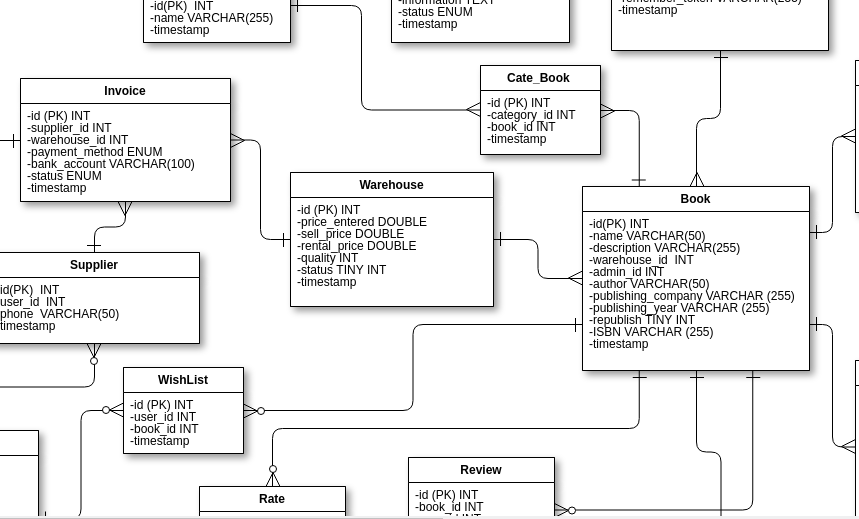 -id(PK)  INT
-name VARCHAR(255)
-timestamp
-information TEXT
-status ENUM
-timestamp
-timestamp
Cate_Book
-id (PK) INT
-category_id INT
-book_id INT
-timestamp
Invoice
-id (PK) INT
-supplier_id INT
-warehouse_id INT
-payment_method ENUM
-bank_account VARCHAR(100)
-status ENUM
-timestamp
Warehouse
-id (PK) INT
-price_entered DOUBLE
-sell_price DOUBLE
-rental_price DOUBLE
-quality INT
-status TINY INT
-timestamp
Book
-id(PK) INT
-name VARCHAR(50)
-description VARCHAR(255)
-warehouse_id  INT
-admin_id INT
-author VARCHAR(50)
-publishing_company VARCHAR (255)
-publishing_year VARCHAR (255)
-republish TINY INT
-ISBN VARCHAR (255)
-timestamp
Supplier
id(PK)  INT
user_id  INT
phone  VARCHAR(50)
timestamp
WishList
-id (PK) INT
-user_id INT
-book_id INT
-timestamp
Rate
Review
-id (PK) INT
-book_id INT